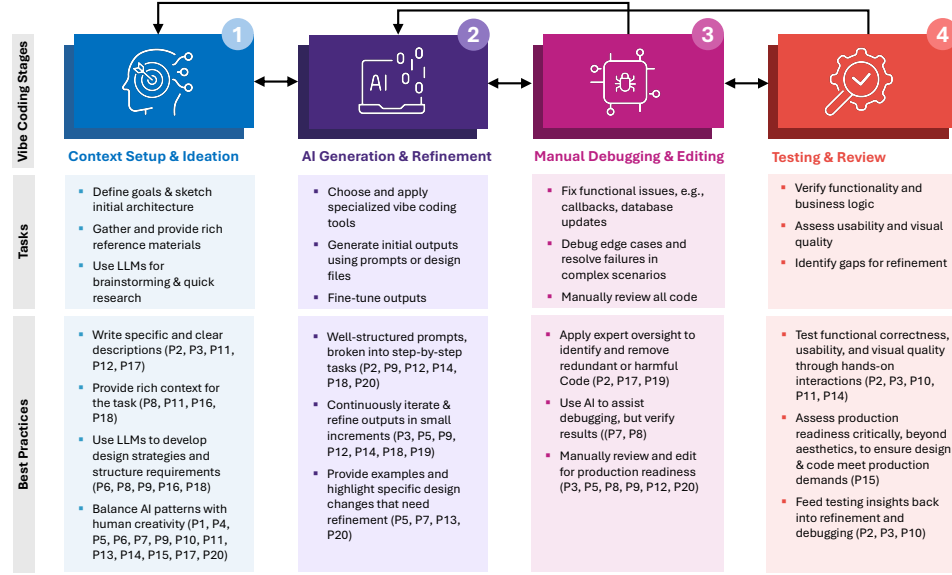 1
2
3
4
Vibe Coding Stages
AI
Context Setup & Ideation
AI Generation & Refinement
Manual Debugging & Editing
Testing & Review
Tasks
Define goals & sketch
initial architecture
Gather and provide rich
reference materials
Use LLMs for
brainstorming & quick
research
Choose and apply
specialized vibe coding
tools
Generate initial outputs
using prompts or design
files
Fine-tune outputs
Fix functional issues, e.g.,
callbacks, database
updates
Debug edge cases and
resolve failures in
complex scenarios
Manually review all code
Verify functionality and
business logic
Assess usability and visual
quality
Identify gaps for refinement
Best Practices
Write specific and clear
descriptions (P2, P3, P11,
P12, P17)
Provide rich context for
the task (P8, P11, P16,
P18)
Use LLMs to develop
design strategies and
structure requirements
(P6, P8, P9, P16, P18)
Balance AI patterns with
human creativity (P1, P4,
P5, P6, P7, P9, P10, P11,
P13, P14, P15, P17, P20)
Well-structured prompts,
broken into step-by-step
tasks (P2, P9, P12, P14,
P18, P20)
Continuously iterate &
refine outputs in small
increments (P3, P5, P9,
P12, P14, P18, P19)
Provide examples and
highlight specific design
changes that need
refinement (P5, P7, P13,
P20)
Apply expert oversight to
identify and remove
redundant or harmful
Code (P2, P17, P19)
Use AI to assist
debugging, but verify
results ((P7, P8)
Manually review and edit
for production readiness
(P3, P5, P8, P9, P12, P20)
Test functional correctness,
usability, and visual quality
through hands-on
interactions (P2, P3, P10,
P11, P14)
Assess production
readiness critically, beyond
aesthetics, to ensure design
& code meet production
demands (P15)
Feed testing insights back
into refinement and
debugging (P2, P3, P10)